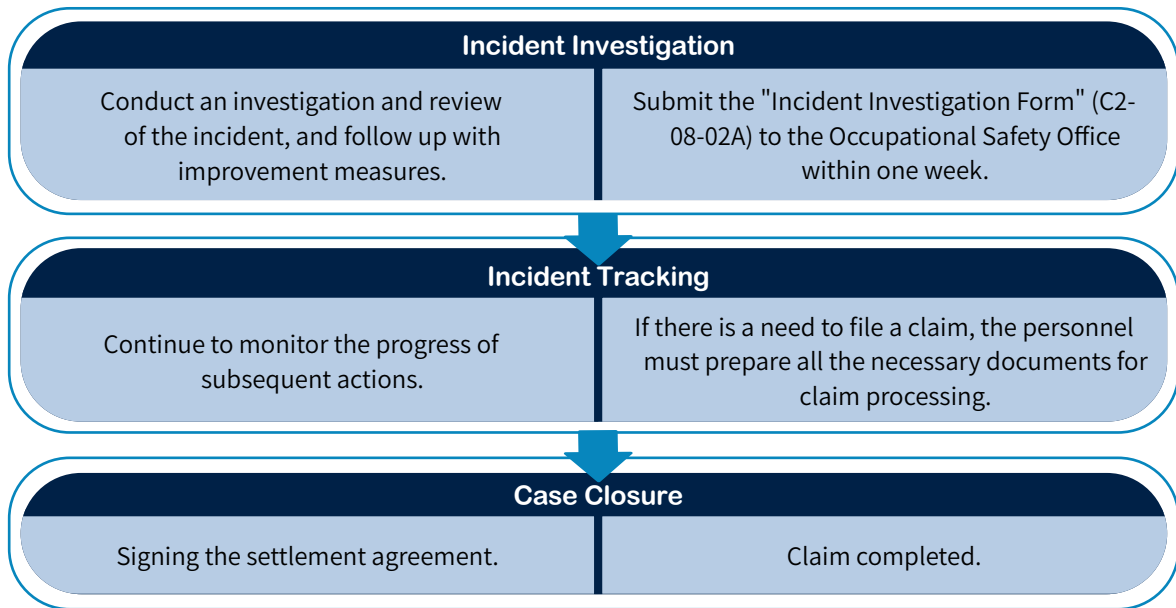 Incident Investigation
Conduct an investigation and review
of the incident, and follow up with
improvement measures.
Submit the "Incident Investigation Form" (C2-
08-02A) to the Occupational Safety Office
within one week.
Incident Tracking
Continue to monitor the progress of
subsequent actions.
If there is a need to file a claim, the personnel
must prepare all the necessary documents for
claim processing.
Case Closure
Signing the settlement agreement.
Claim completed.